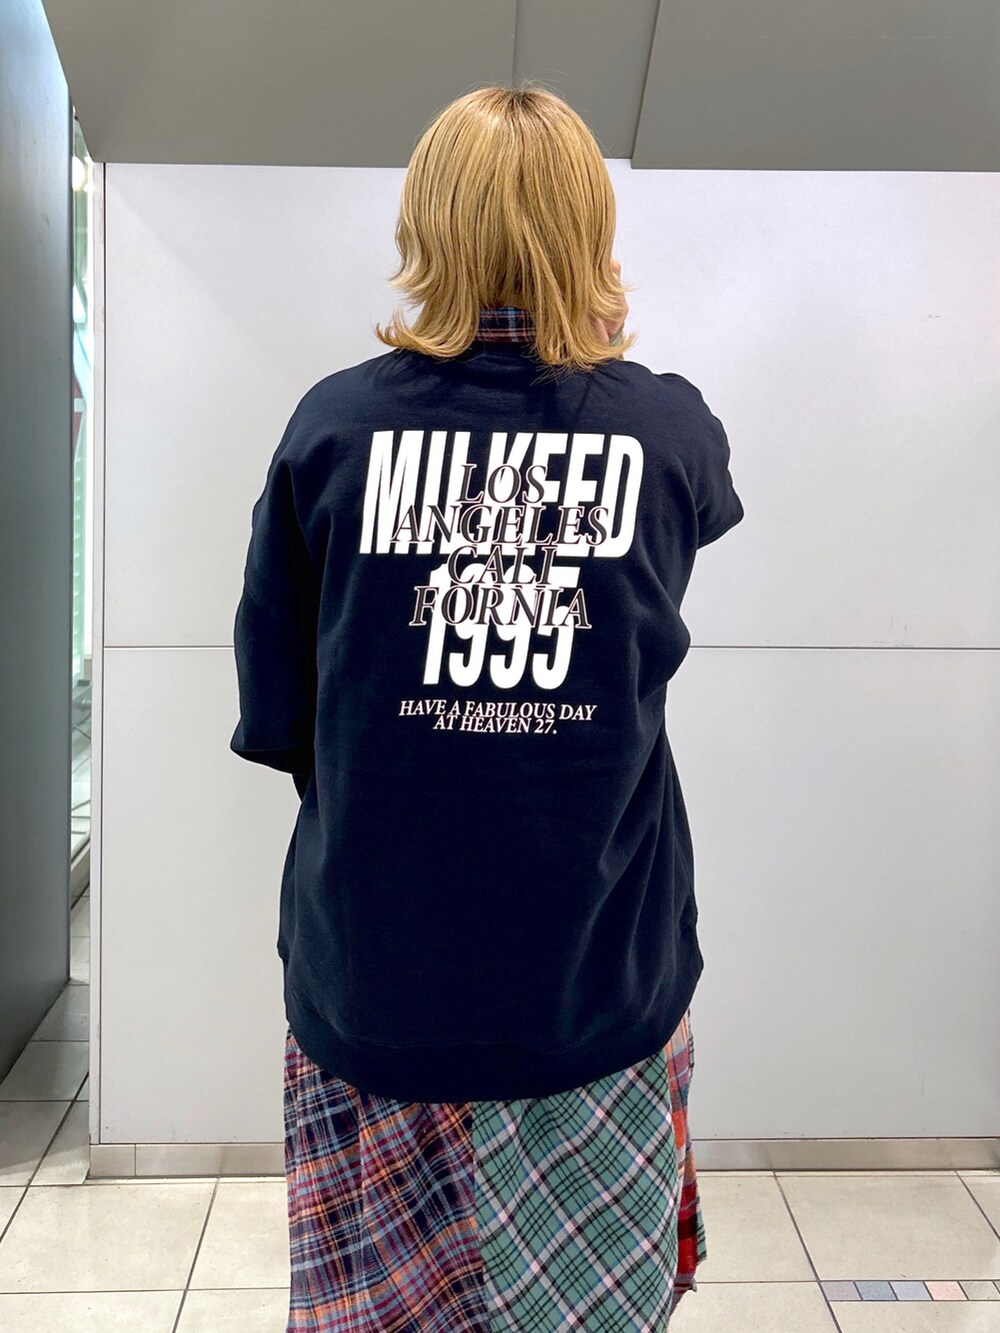 MILKFED
LOS
ANGELES
CALI
FORNIA
1995
HAVE A FABULOUS DAY
AT HEAVEN 27.